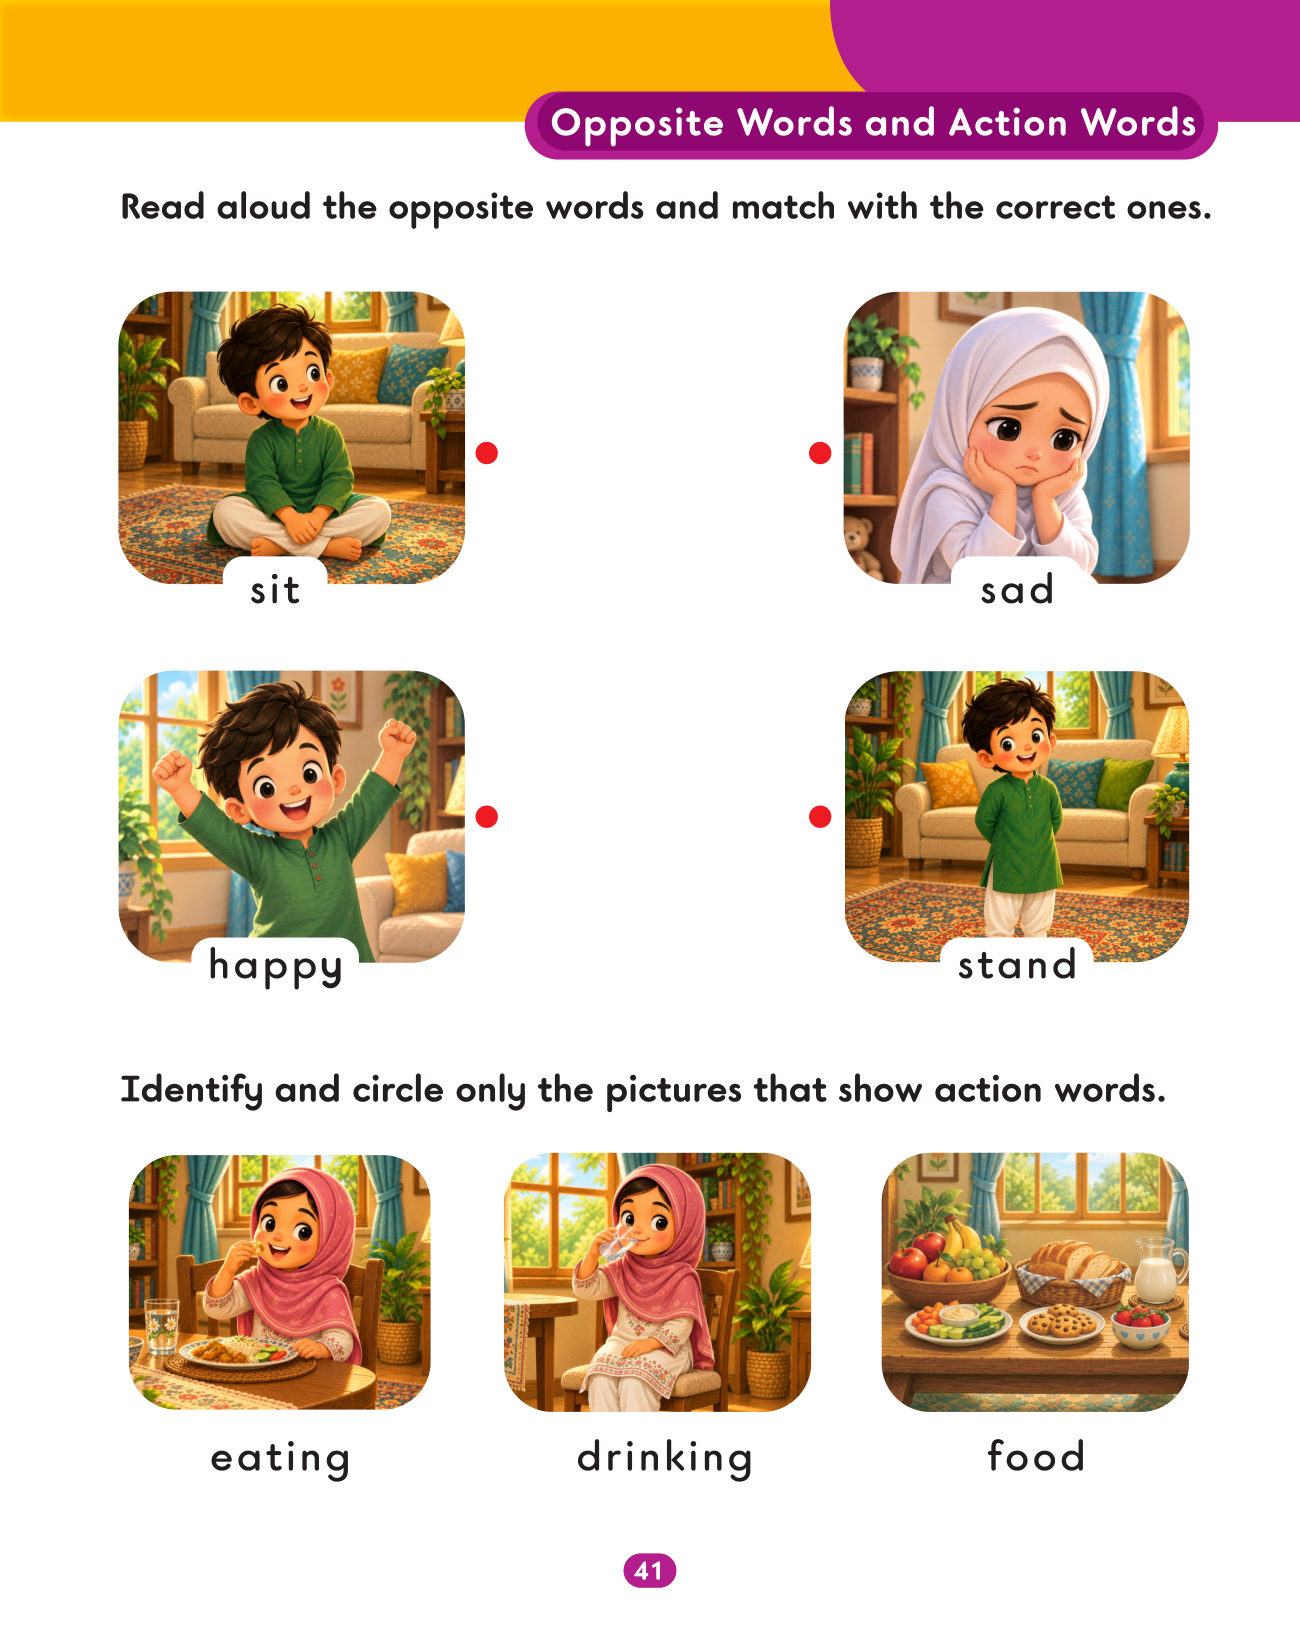 Opposite Words and Action Words
Read aloud the opposite words and match with the correct ones.
sit
sad
happy
stand
Identify and circle only the pictures that show action words.
eating
drinking
food
41